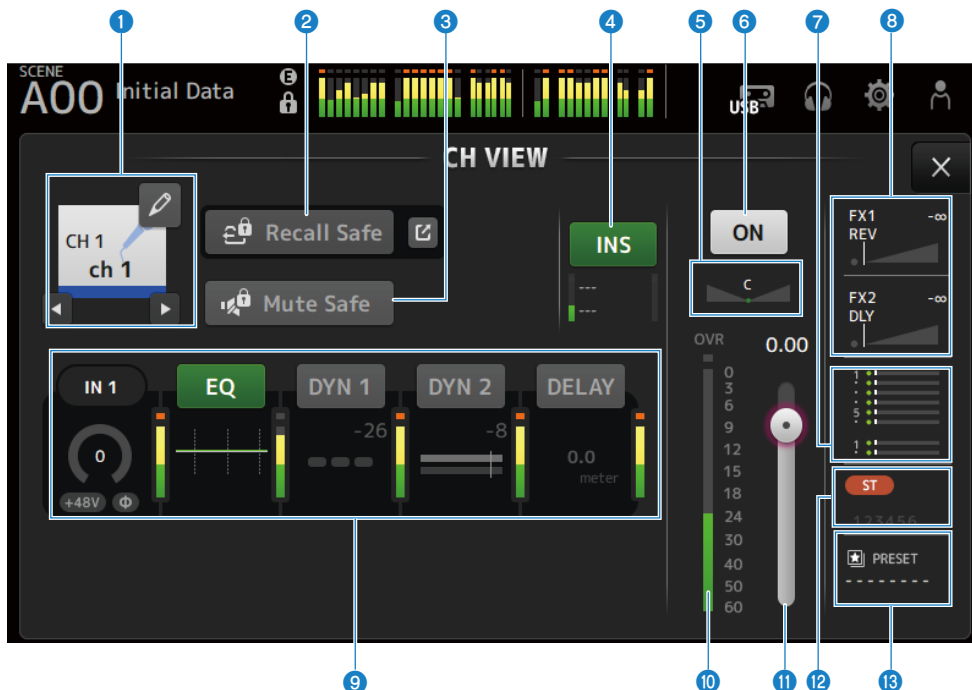 1 2 3 4 5 6 7 8
SCENE
A00 Initial Data
E
USB
CH VIEW
CH 1
ch 1
Recall Safe
Mute Safe
INS
---
---
ON
C
OVR
0.00
0
3
6
9
12
15
18
24
30
40
50
60
FX1 -∞
REV
FX2 -∞
DLY
1
5
1
ST
123456
PRESET
--------
IN 1 EQ DYN 1 DYN 2 DELAY
0
+48V Φ
-26
-8
0.0
meter
9 10 11 12 13